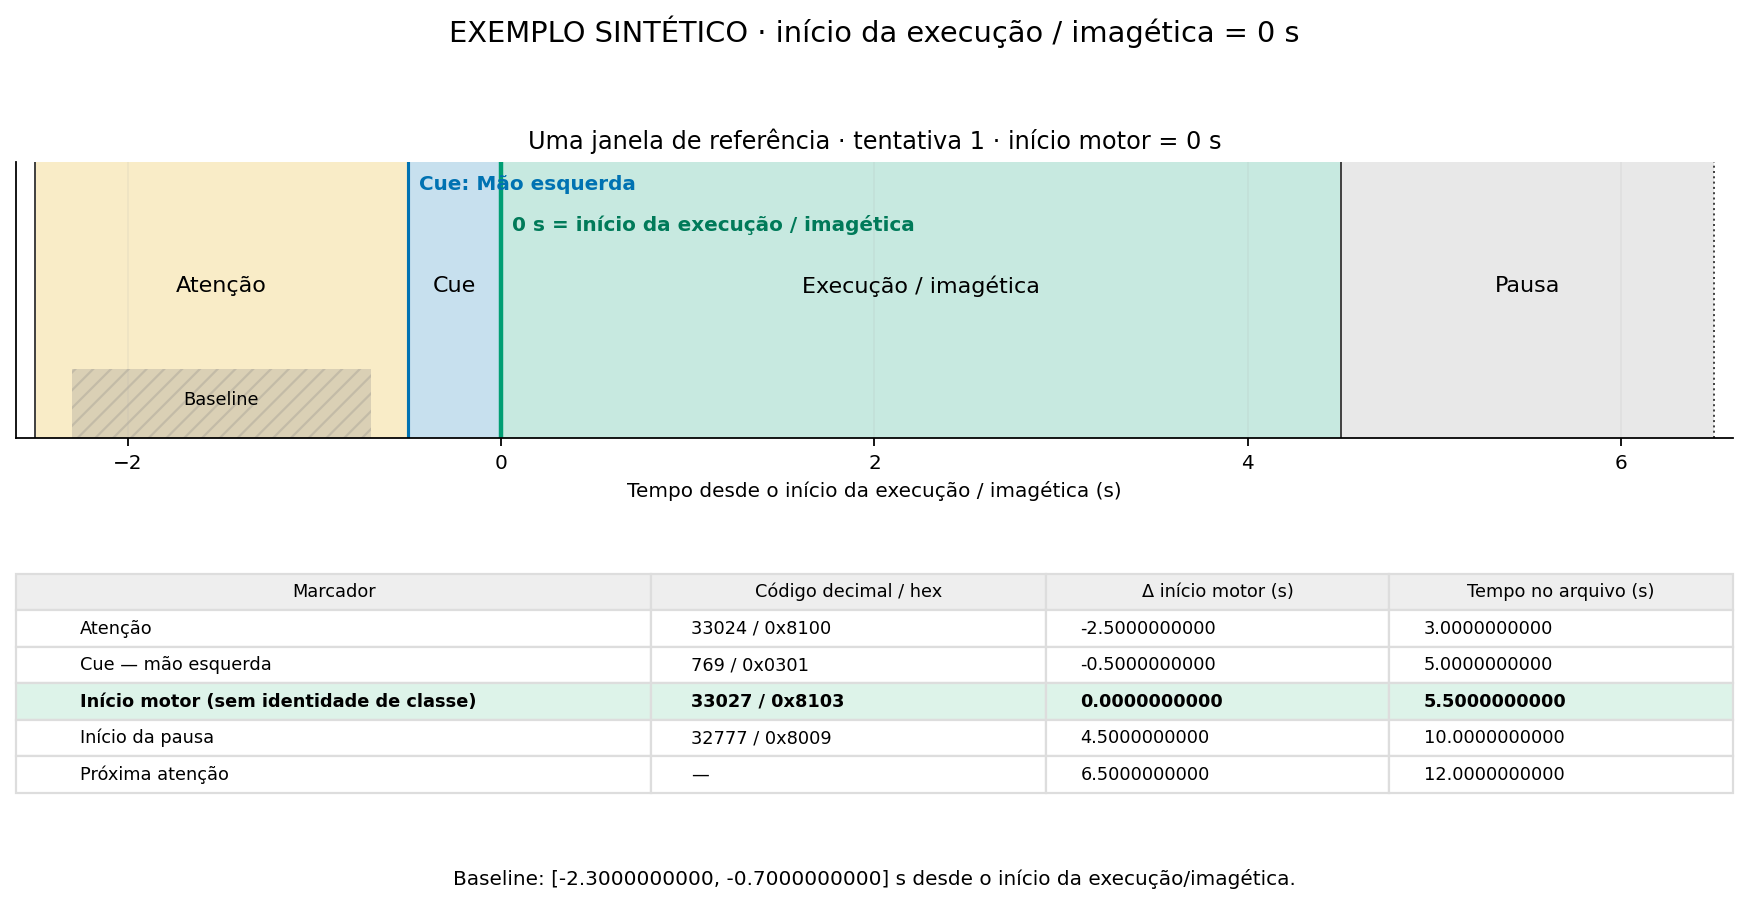 EXEMPLO SINTÉTICO · início da execução / imagética = 0 s
Uma janela de referência · tentativa 1 · início motor = 0 s
Cue: Mão esquerda
0 s = início da execução / imagética
Atenção
Cue
Execução / imagética
Pausa
Baseline
−2 0 2 4 6
Tempo desde o início da execução / imagética (s)
Marcador Código decimal / hex Δ início motor (s) Tempo no arquivo (s)
Atenção 33024 / 0x8100 -2.5000000000 3.0000000000
Cue — mão esquerda 769 / 0x0301 -0.5000000000 5.0000000000
Início motor (sem identidade de classe) 33027 / 0x8103 0.0000000000 5.5000000000
Início da pausa 32777 / 0x8009 4.5000000000 10.0000000000
Próxima atenção — 6.5000000000 12.0000000000
Baseline: [-2.3000000000, -0.7000000000] s desde o início da execução/imagética.